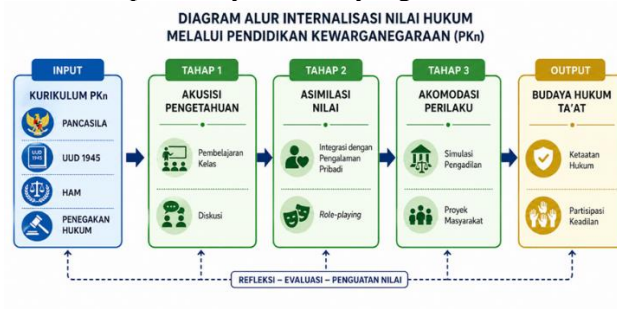 DIAGRAM ALUR INTERNALISASI NILAI HUKUM
MELALUI PENDIDIKAN KEWARGANEGARAAN (PKn)
INPUT
KURIKULUM PKn
PANCASILA
UUD 1945
UUD 1945
HAM
PENEGAKAN
HUKUM
TAHAP 1
AKUSISI
PENGETAHUAN
Pembelajaran
Kelas
Diskusi
TAHAP 2
ASIMILASI
NILAI
Integrasi dengan
Pengalaman
Pribadi
Role-playing
TAHAP 3
AKOMODASI
PERILAKU
Simulasi
Pengadilan
Proyek
Masyarakat
OUTPUT
BUDAYA HUKUM
TA'AT
Ketaatan
Hukum
Partisipasi
Keadilan
REFLEKSI – EVALUASI – PENGUATAN NILAI